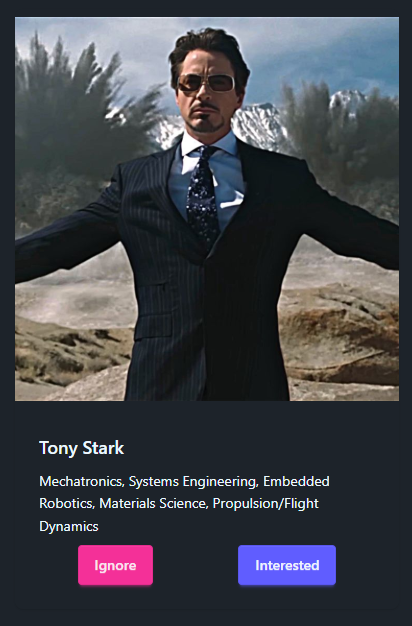 Tony Stark
Mechatronics, Systems Engineering, Embedded
Robotics, Materials Science, Propulsion/Flight
Dynamics
Ignore
Interested